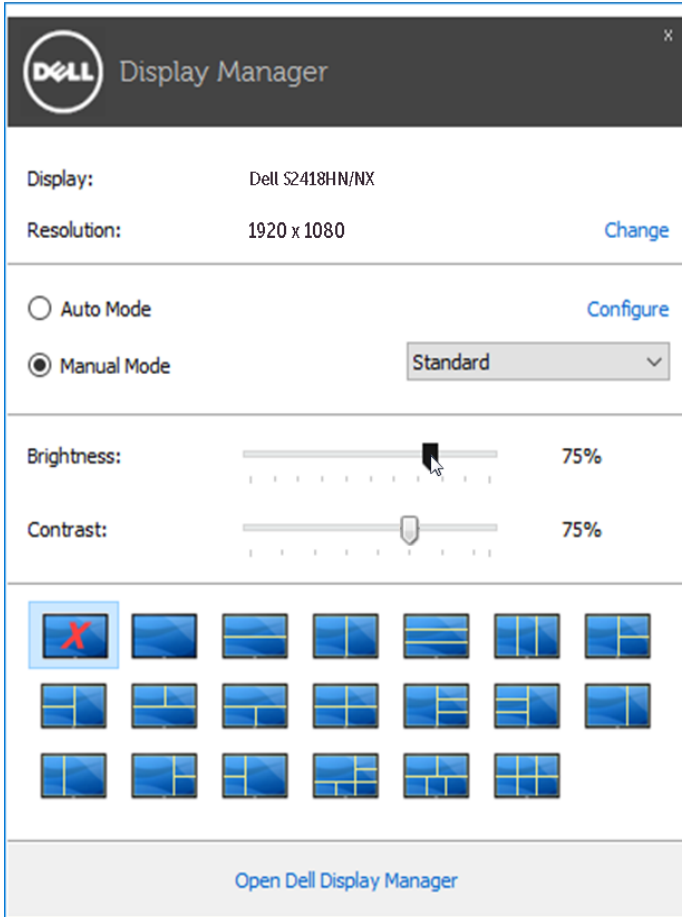 DELL Display Manager x
Display: Dell S2418HN/NX
Resolution: 1920 x 1080 Change
Auto Mode Configure
Manual Mode Standard
Brightness: 75%
Contrast: 75%
X
Open Dell Display Manager